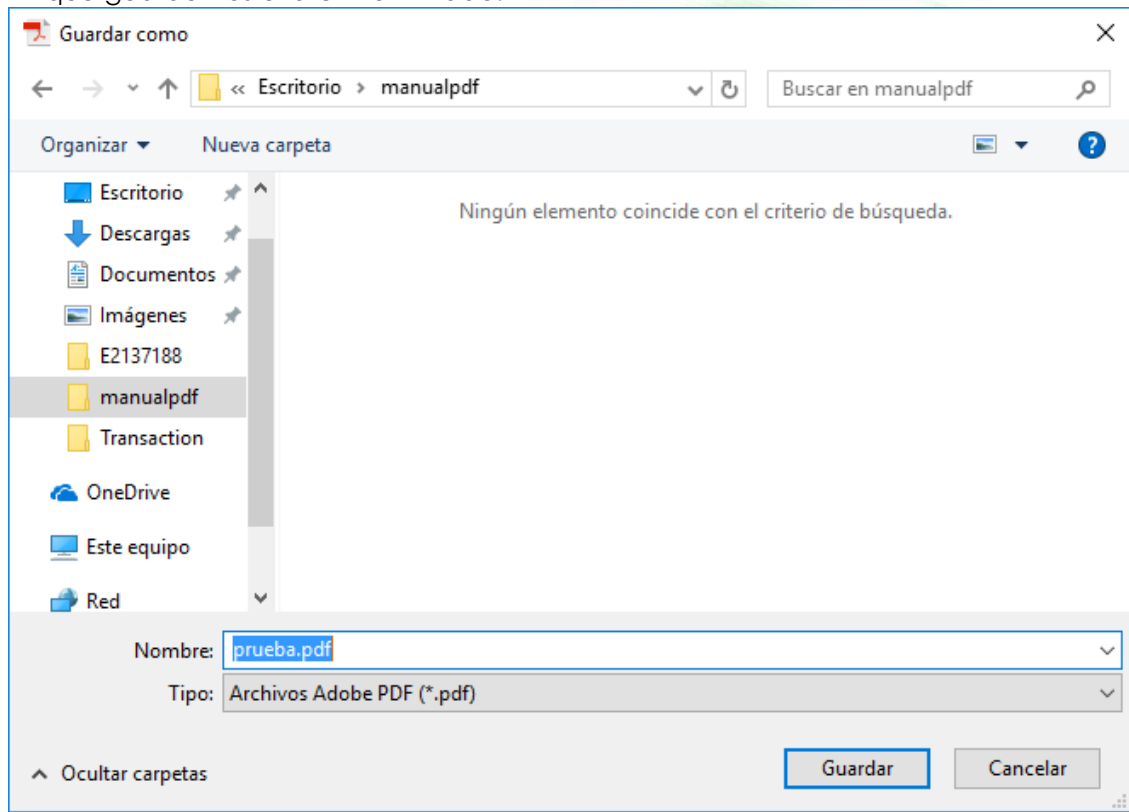 Guardar como
« Escritorio > manualpdf
Buscar en manualpdf
Organizar
Nueva carpeta
Escritorio
Ningún elemento coincide con el criterio de búsqueda.
Descargas
Documentos
Imágenes
E2137188
manualpdf
Transaction
OneDrive
Este equipo
Red
Nombre: prueba.pdf
Tipo: Archivos Adobe PDF (*.pdf)
Ocultar carpetas
Guardar
Cancelar